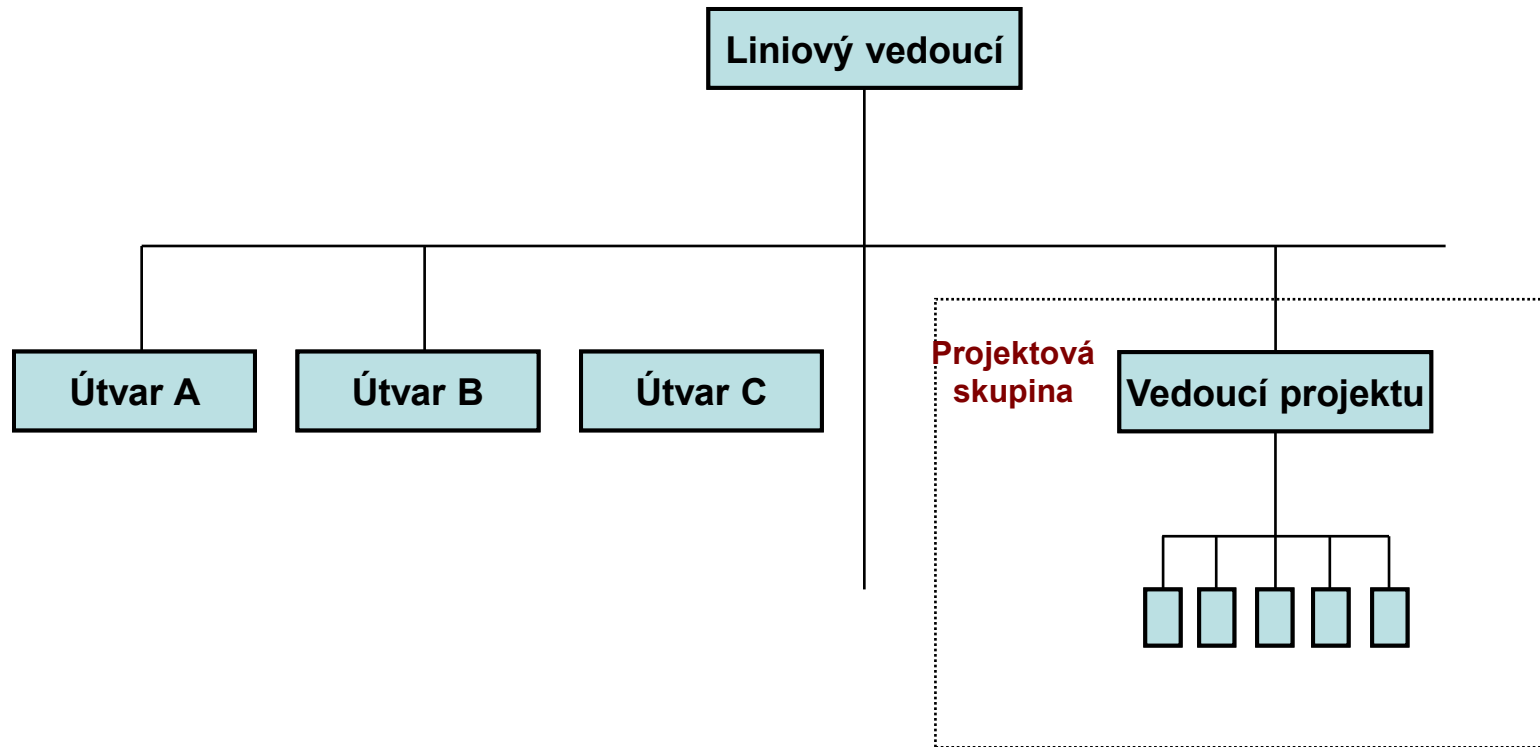 Liniový vedoucí
Útvar A
Útvar B
Útvar C
Projektová
skupina
Vedoucí projektu